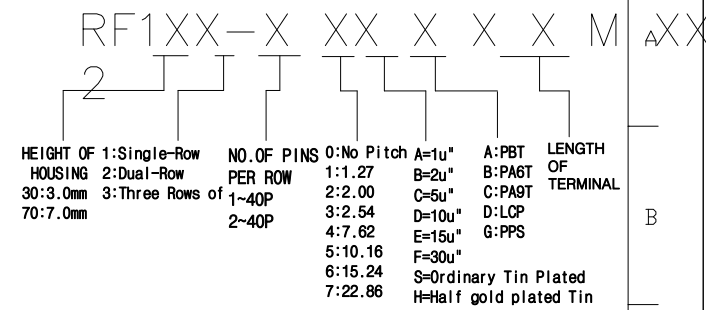 RF1XX-X XX X X X M A XX
2
HEIGHT OF
HOUSING
30:3.0mm
70:7.0mm
1:Single-Row
2:Dual-Row
3:Three Rows of
NO.OF PINS
PER ROW
1~40P
2~40P
0:No Pitch
1:1.27
2:2.00
3:2.54
4:7.62
5:10.16
6:15.24
7:22.86
A=1u"
B=2u"
C=5u"
D=10u"
E=15u"
F=30u"
S=Ordinary Tin Plated
H=Half gold plated Tin
A:PBT
B:PA6T
C:PA9T
D:LCP
G:PPS
LENGTH
OF
TERMINAL
B